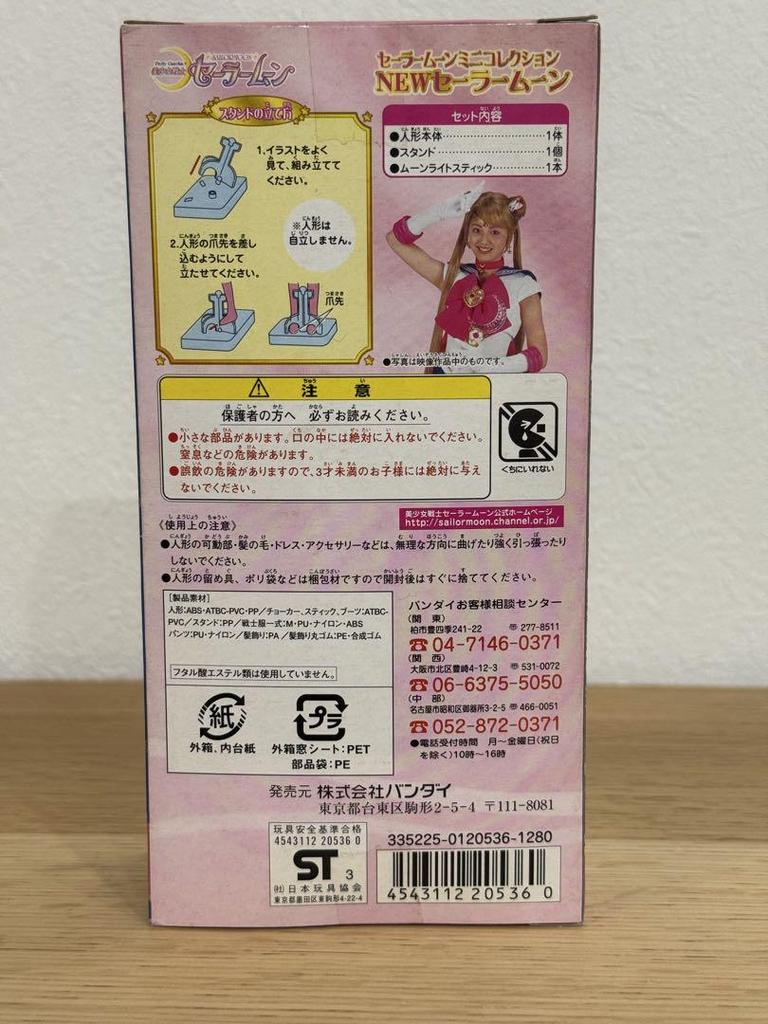 Pretty Guardian
SAILORMOON
美少女戦士
セーラームーン
セーラームーンミニコレクション
NEWセーラームーン
スタンドの立て方
1.イラストをよく
見て、組み立てて
ください。
※人形は
自立しません。
2.人形の爪先を差し
込むようにして
立たせてください。
爪先
セット内容
●人形本体……………………1体
●スタンド……………………1個
●ムーンライトスティック………1本
●写真は映像作品中のものです。
⚠ 注意
保護者の方へ 必ずお読みください。
●小さな部品があります。口の中には絶対に入れないでください。
窒息などの危険があります。
●誤飲の危険がありますので、3才未満のお子様には絶対に与え
ないでください。
くちにいれない
美少女戦士セーラームーン公式ホームページ
http://sailormoon.channel.or.jp/
《使用上の注意》
●人形の可動部・髪の毛・ドレス・アクセサリーなどは、無理な方向に曲げたり強く引っ張ったり
しないでください。
●人形の留め具、ポリ袋などは梱包材ですので開封後はすぐに捨ててください。
[製品素材]
人形:ABS・ATBC-PVC・PP/チョーカー、スティック、ブーツ:ATBC-
PVC/スタンド:PP/戦士服一式:M・PU・ナイロン・ABS
パンツ:PU・ナイロン/髪飾り:PA/髪飾り丸ゴム:PE・合成ゴム
フタル酸エステル類は使用していません。
紙
外箱、内台紙
プラ
外箱窓シート:PET
部品袋:PE
バンダイお客様相談センター
(関 東)
柏市豊四季241-22 〒277-8511
☎04-7146-0371
(関 西)
大阪市北区豊崎4-12-3 〒531-0072
☎06-6375-5050
(中 部)
名古屋市昭和区御器所3-2-5 〒466-0051
☎052-872-0371
●電話受付時間 月〜金曜日(祝日
を除く)10時〜16時
発売元 株式会社バンダイ
東京都台東区駒形2-5-4 〒111-8081
玩具安全基準合格
4543112 20536 0
ST 3
(社)日本玩具協会
東京都墨田区東駒形4-22-4
335225-0120536-1280
4543112 205360